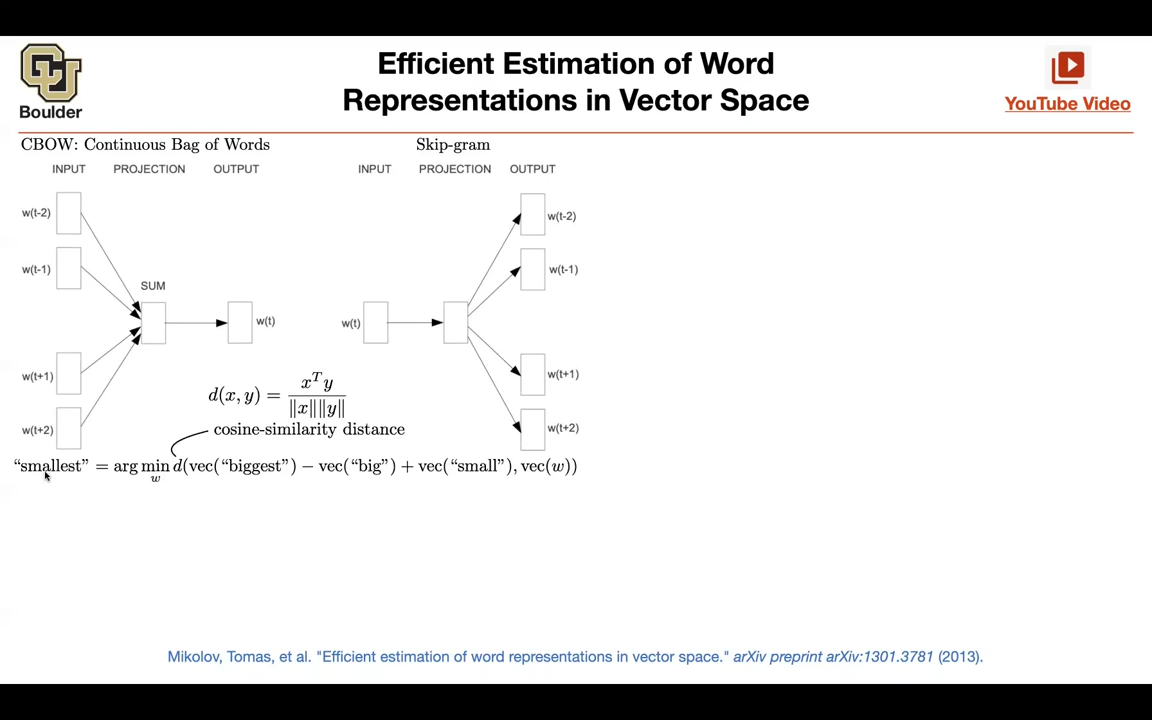 Efficient Estimation of Word
Representations in Vector Space
Boulder
YouTube Video
CBOW: Continuous Bag of Words
Skip-gram
INPUT PROJECTION OUTPUT
INPUT PROJECTION OUTPUT
w(t-2)
w(t-1)
SUM
w(t)
w(t+1)
w(t+2)
w(t)
w(t-2)
w(t-1)
w(t+1)
w(t+2)
d(x, y) = x^T y / ‖x‖‖y‖
cosine-similarity distance
“smallest” = arg min_w d(vec(“biggest”) − vec(“big”) + vec(“small”), vec(w))
Mikolov, Tomas, et al. "Efficient estimation of word representations in vector space." arXiv preprint arXiv:1301.3781 (2013).